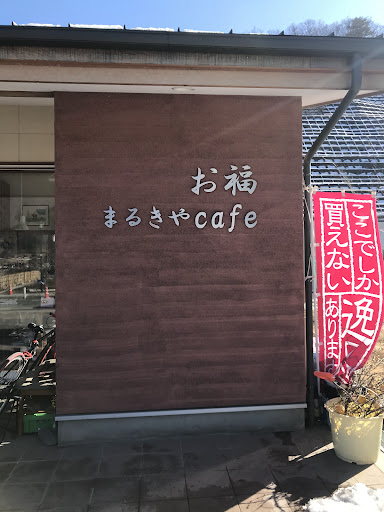 お福
まるきやcafe
ここでしか
買えない
逸
あります